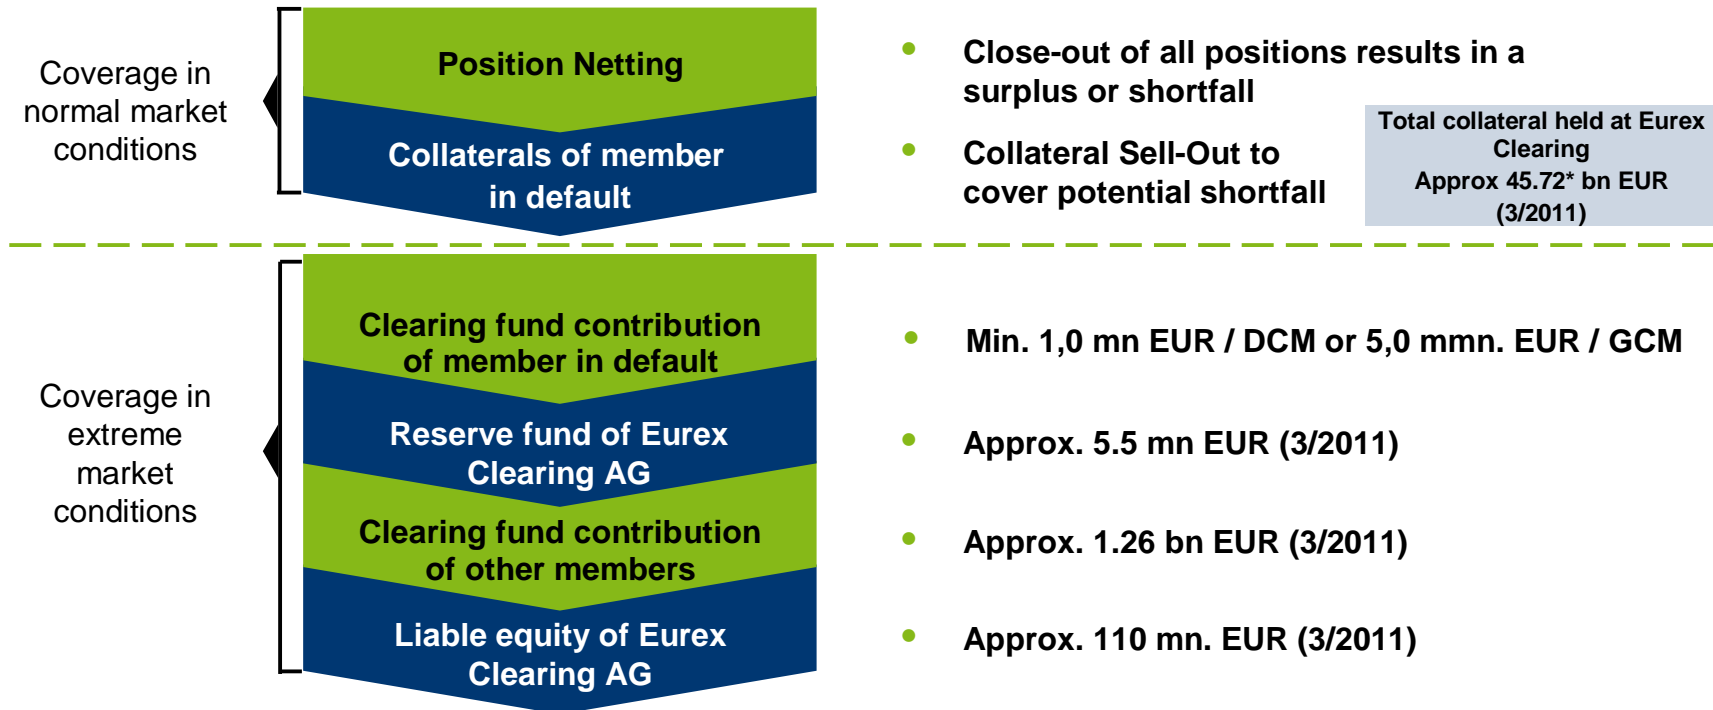 Coverage in
normal market
conditions
Position Netting
Collaterals of member
in default
• Close-out of all positions results in a
surplus or shortfall
• Collateral Sell-Out to
cover potential shortfall
Total collateral held at Eurex
Clearing
Approx 45.72* bn EUR
(3/2011)
Coverage in
extreme
market
conditions
Clearing fund contribution
of member in default
• Min. 1,0 mn EUR / DCM or 5,0 mmn. EUR / GCM
Reserve fund of Eurex
Clearing AG
• Approx. 5.5 mn EUR (3/2011)
Clearing fund contribution
of other members
• Approx. 1.26 bn EUR (3/2011)
Liable equity of Eurex
Clearing AG
• Approx. 110 mn. EUR (3/2011)